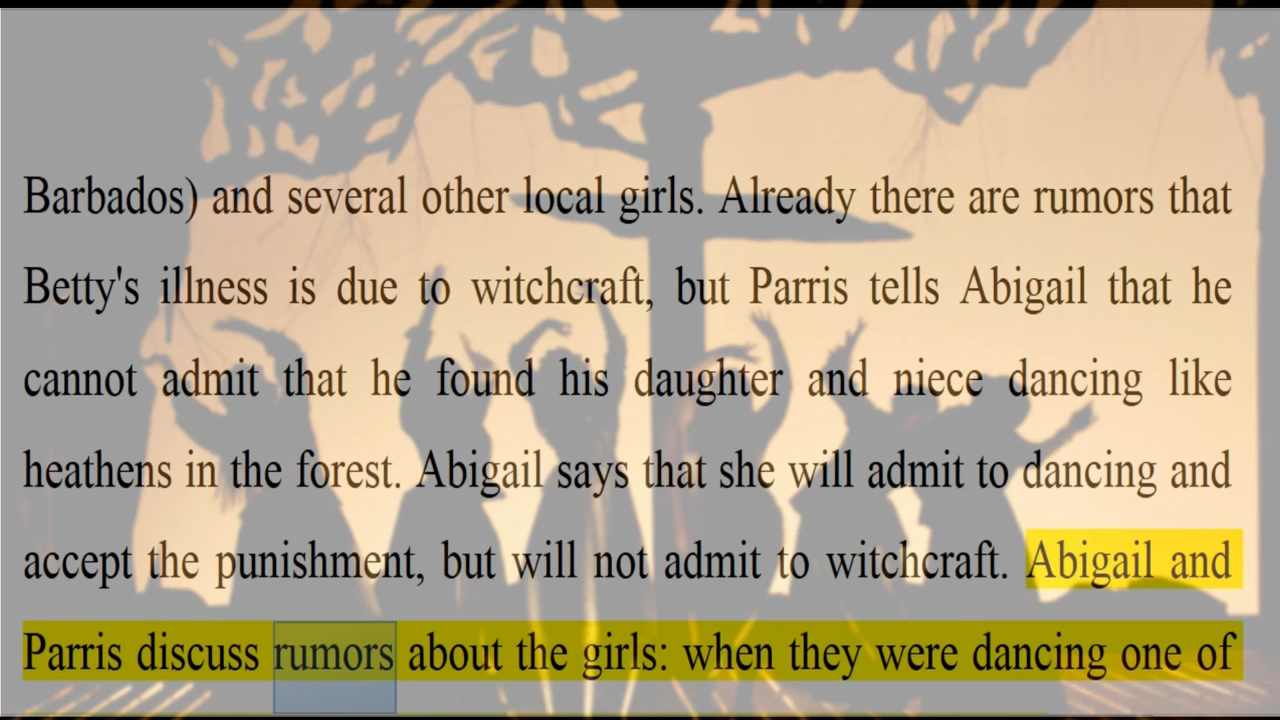 Barbados) and several other local girls. Already there are rumors that
Betty's illness is due to witchcraft, but Parris tells Abigail that he
cannot admit that he found his daughter and niece dancing like
heathens in the forest. Abigail says that she will admit to dancing and
accept the punishment, but will not admit to witchcraft. Abigail and
Parris discuss rumors about the girls: when they were dancing one of